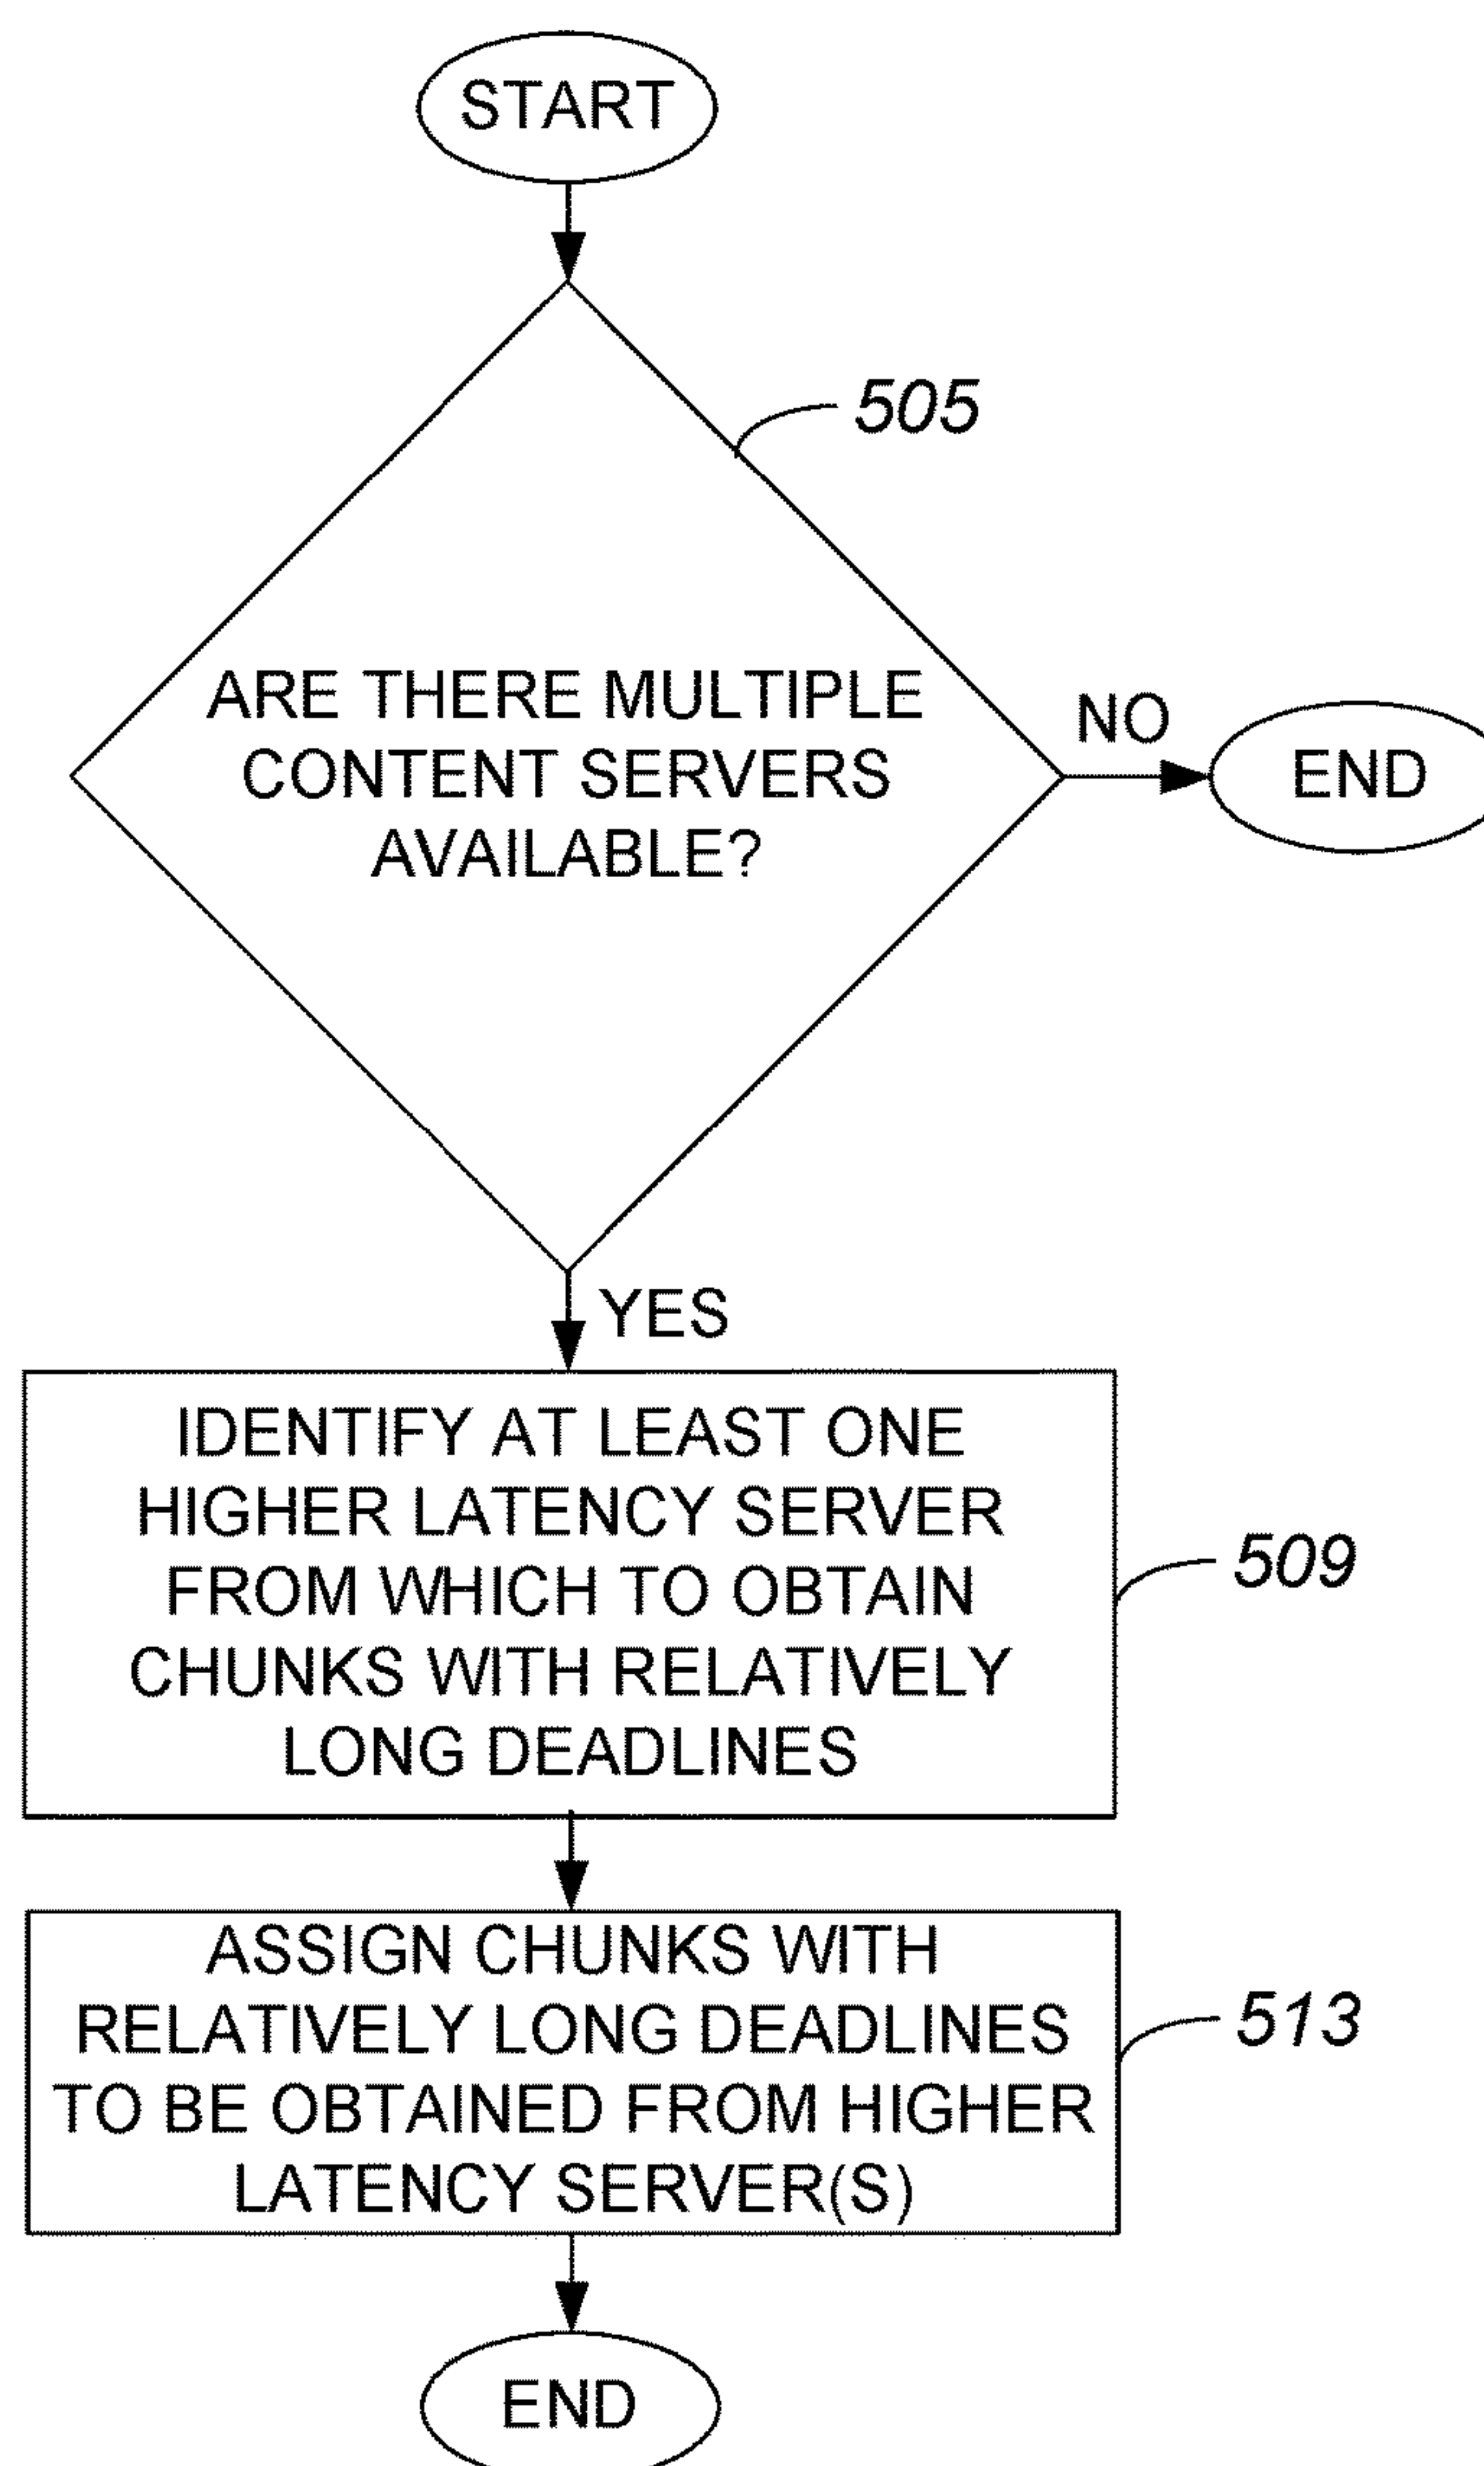 START
505
ARE THERE MULTIPLE
CONTENT SERVERS
AVAILABLE?
NO
END
YES
IDENTIFY AT LEAST ONE
HIGHER LATENCY SERVER
FROM WHICH TO OBTAIN
CHUNKS WITH RELATIVELY
LONG DEADLINES
509
ASSIGN CHUNKS WITH
RELATIVELY LONG DEADLINES
TO BE OBTAINED FROM HIGHER
LATENCY SERVER(S)
513
END